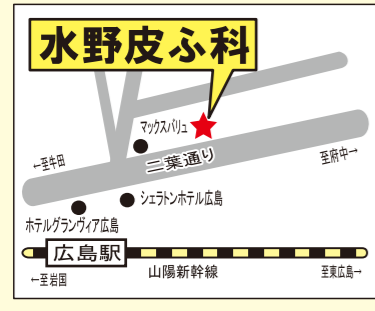 水野皮ふ科
マックスバリュ
←至牛田
二葉通り
至府中→
シェラトンホテル広島
ホテルグランヴィア広島
広島駅
←至岩国
山陽新幹線
至東広島→